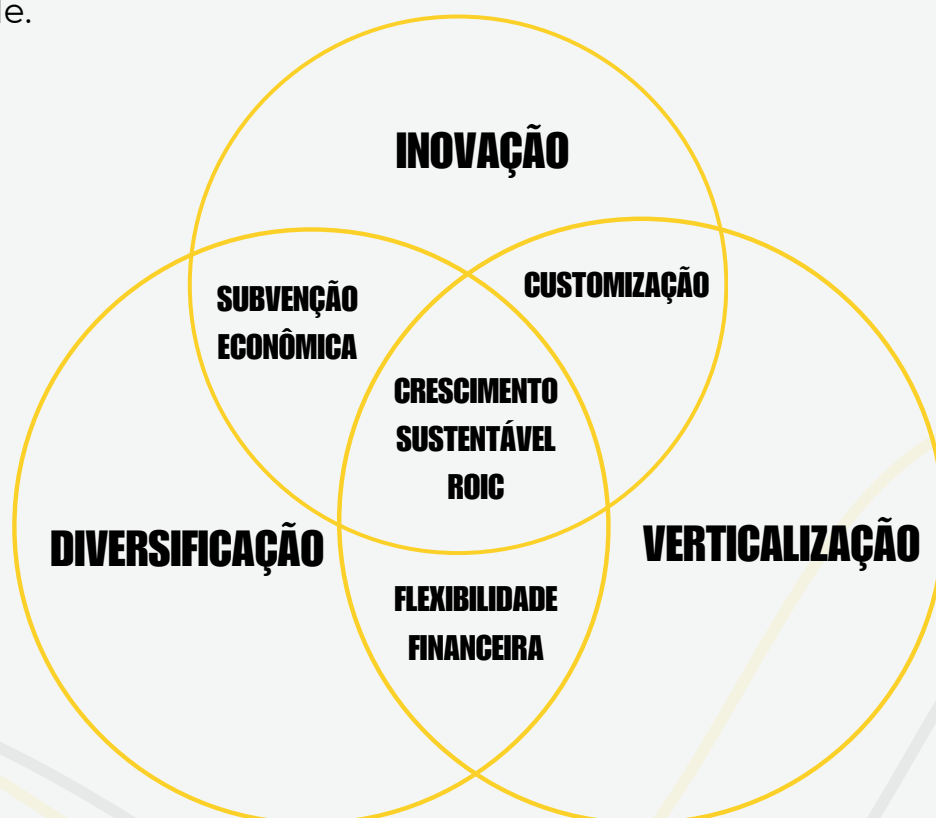 INOVAÇÃO
SUBVENÇÃO
ECONÔMICA
CUSTOMIZAÇÃO
CRESCIMENTO
SUSTENTÁVEL
ROIC
DIVERSIFICAÇÃO
VERTICALIZAÇÃO
FLEXIBILIDADE
FINANCEIRA